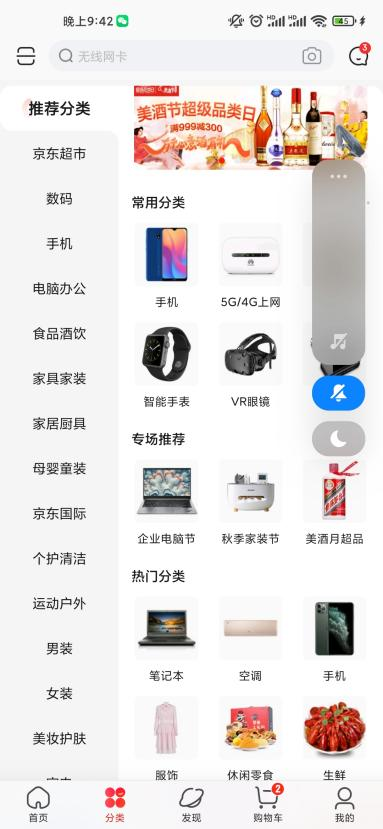 晚上9:42
HD
HD
45
无线网卡
3
推荐分类
京东超市
数码
手机
电脑办公
食品酒饮
家具家装
家居厨具
母婴童装
京东国际
个护清洁
运动户外
男装
女装
美妆护肤
美酒节超级品类日
满999减300
常用分类
手机
5G/4G上网
智能手表
VR眼镜
专场推荐
企业电脑节
秋季家装节
美酒月超品
热门分类
笔记本
空调
手机
服饰
休闲零食
生鲜
首页
分类
发现
2
购物车
我的